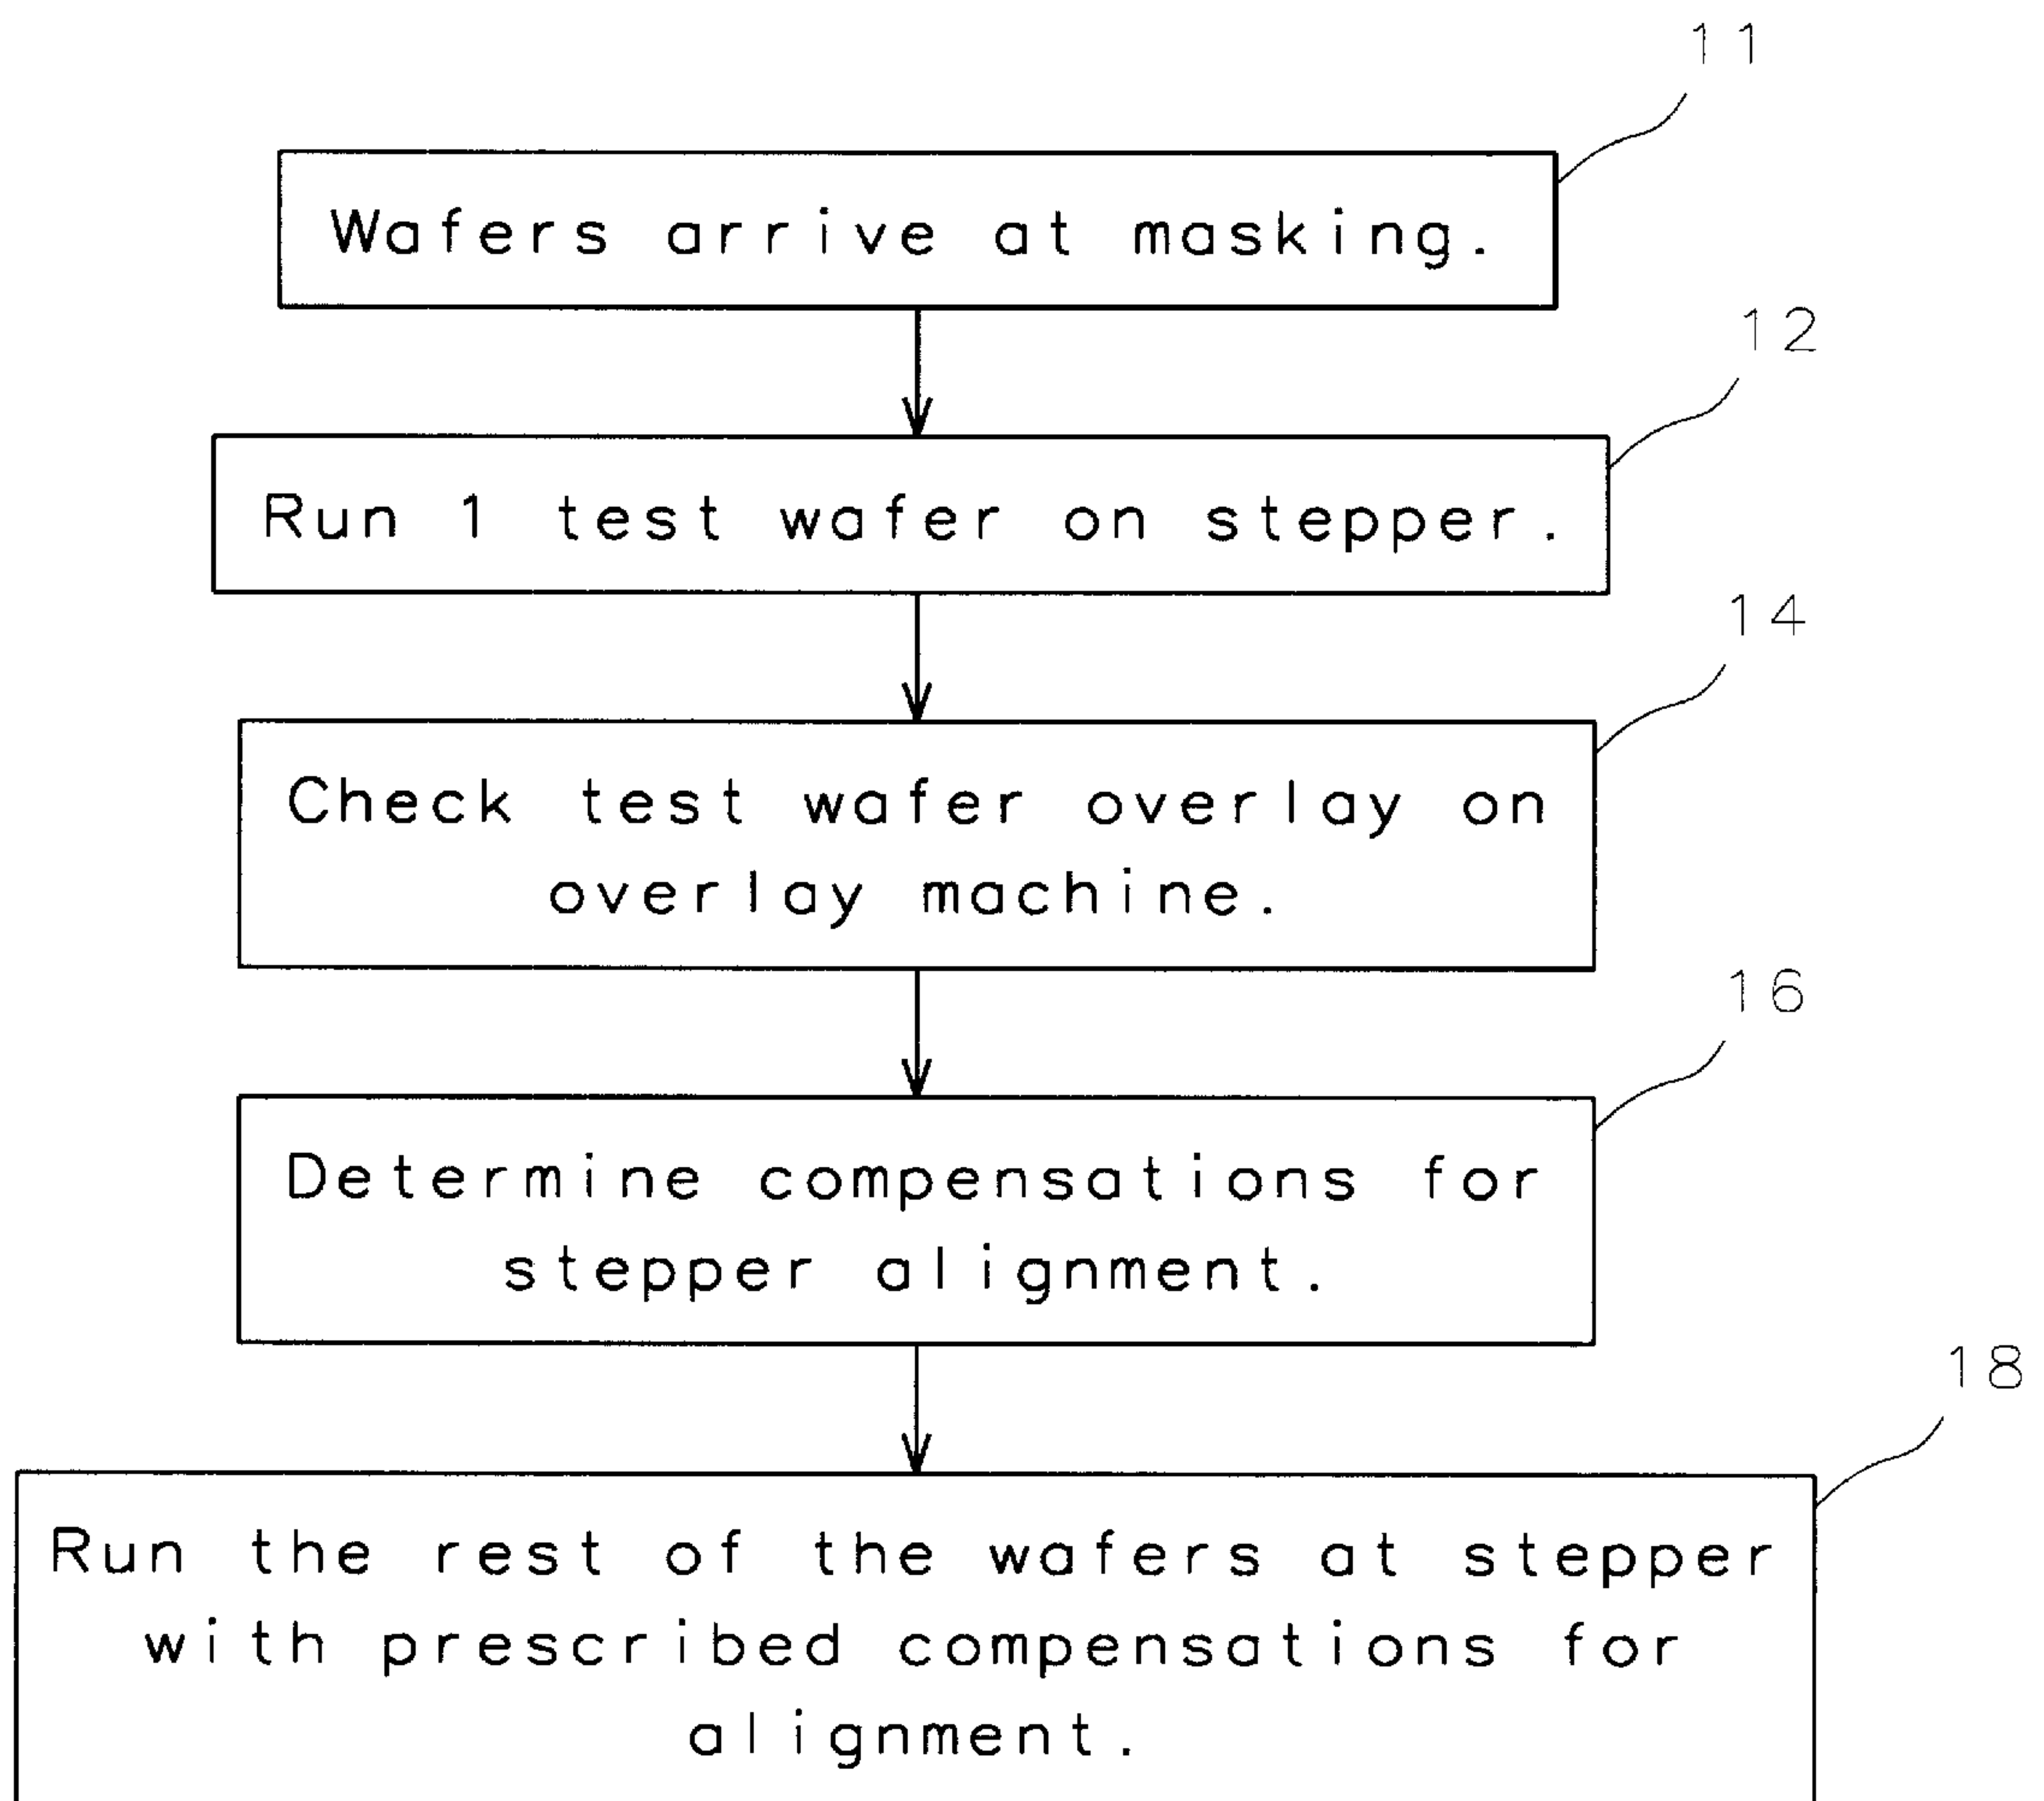 11
Wafers arrive at masking.
12
Run 1 test wafer on stepper.
14
Check test wafer overlay on
overlay machine.
16
Determine compensations for
stepper alignment.
18
Run the rest of the wafers at stepper
with prescribed compensations for
alignment.